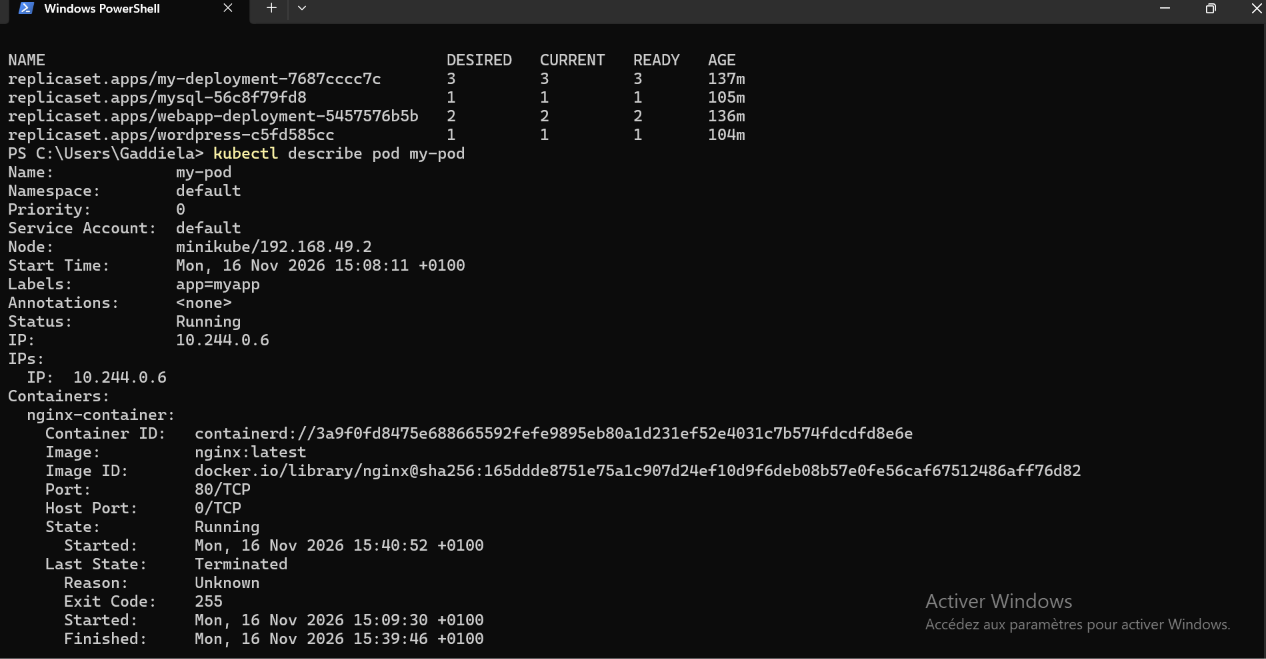 Windows PowerShell
NAME DESIRED CURRENT READY AGE
replicaset.apps/my-deployment-7687cccc7c 3 3 3 137m
replicaset.apps/mysql-56c8f79fd8 1 1 1 105m
replicaset.apps/webapp-deployment-5457576b5b 2 2 2 136m
replicaset.apps/wordpress-c5fd585cc 1 1 1 104m
PS C:\Users\Gaddiela> kubectl describe pod my-pod
Name: my-pod
Namespace: default
Priority: 0
Service Account: default
Node: minikube/192.168.49.2
Start Time: Mon, 16 Nov 2026 15:08:11 +0100
Labels: app=myapp
Annotations: <none>
Status: Running
IP: 10.244.0.6
IPs:
IP: 10.244.0.6
Containers:
nginx-container:
Container ID: containerd://3a9f0fd8475e688665592fefe9895eb80a1d231ef52e4031c7b574fdcdfd8e6e
Image: nginx:latest
Image ID: docker.io/library/nginx@sha256:165ddde8751e75a1c907d24ef10d9f6deb08b57e0fe56caf67512486aff76d82
Port: 80/TCP
Host Port: 0/TCP
State: Running
Started: Mon, 16 Nov 2026 15:40:52 +0100
Last State: Terminated
Reason: Unknown
Exit Code: 255
Started: Mon, 16 Nov 2026 15:09:30 +0100
Finished: Mon, 16 Nov 2026 15:39:46 +0100
Activer Windows
Accédez aux paramètres pour activer Windows.